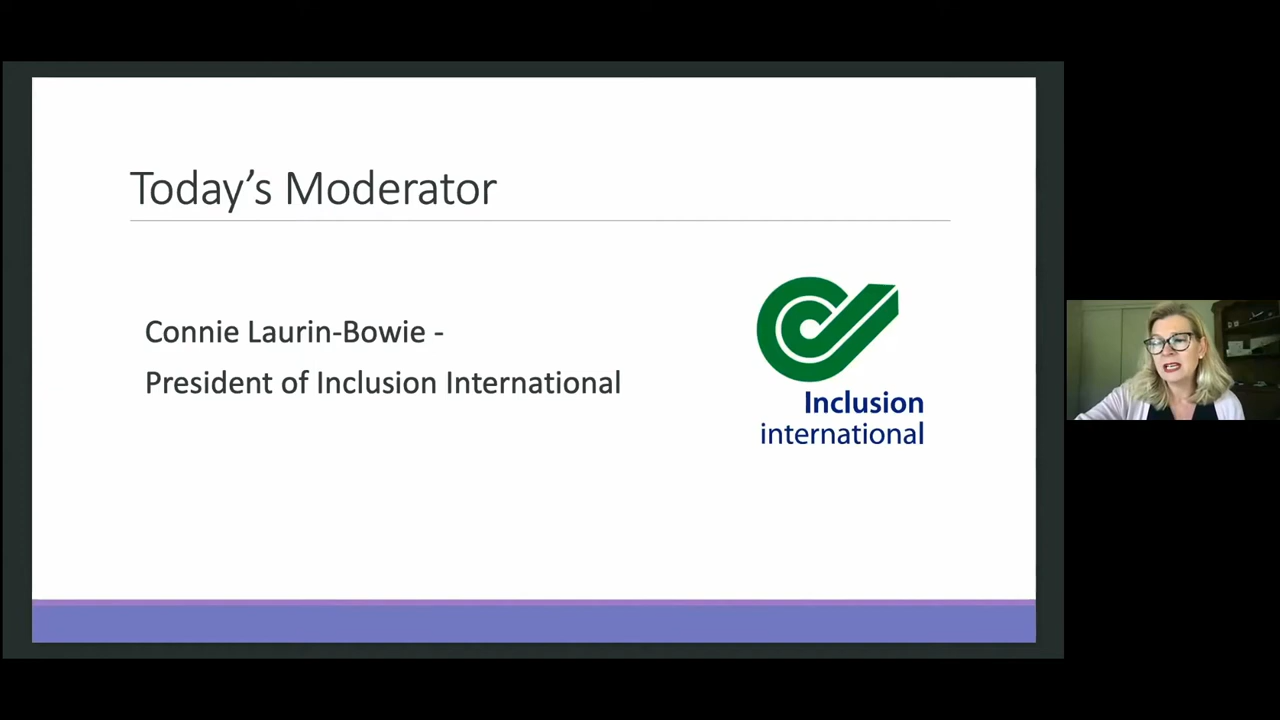 Today’s Moderator
Connie Laurin-Bowie -
President of Inclusion International
Inclusion
international